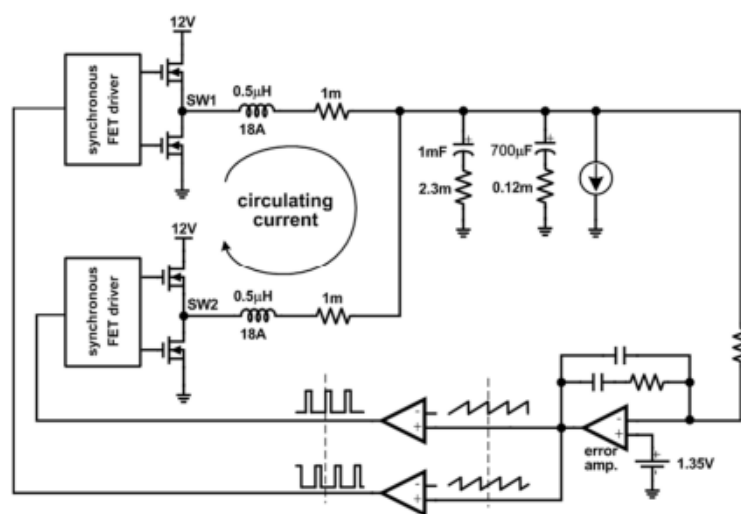 12V
synchronous
FET driver
SW1
0.5µH
18A
1m
1mF
2.3m
700µF
0.12m
circulating
current
12V
synchronous
FET driver
SW2
0.5µH
18A
1m
-
+
-
+
error
amp.
-
+
+
-
1.35V